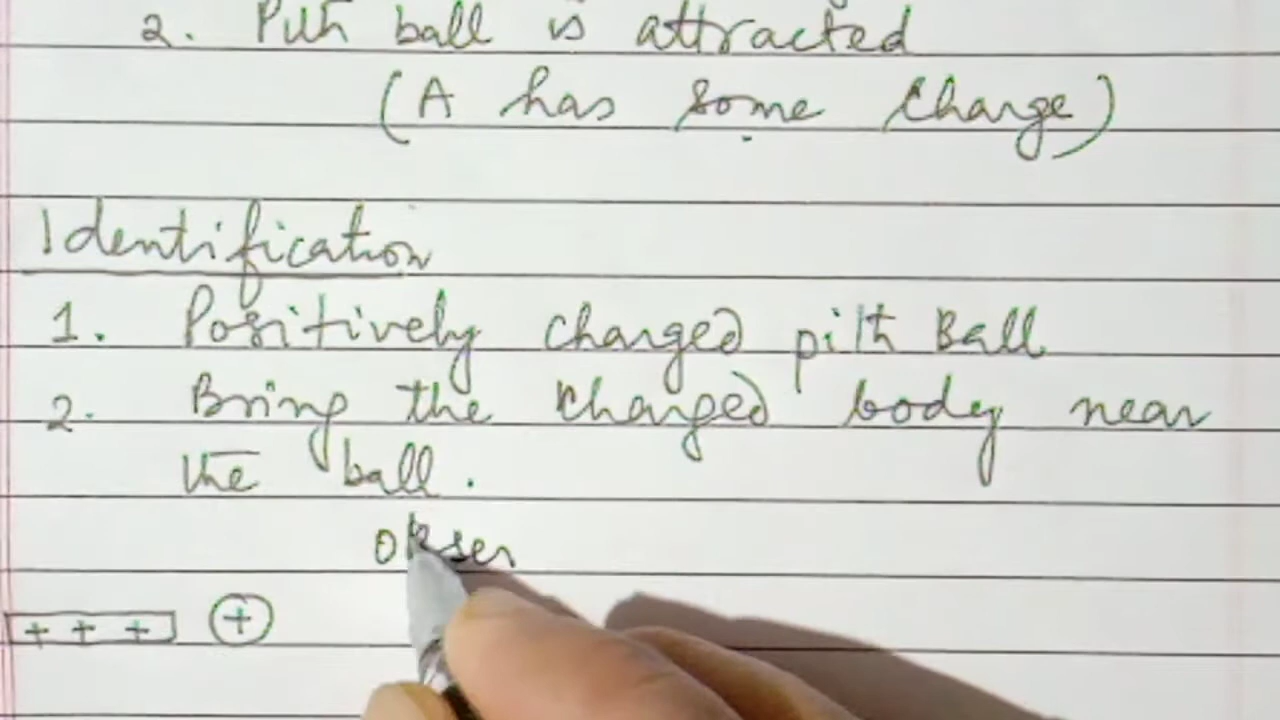 2. Pith ball is attracted
(A has some charge)
Identification
1. Positively charged pith Ball
2. Bring the charged body near
the ball.
Obser
+ + + +